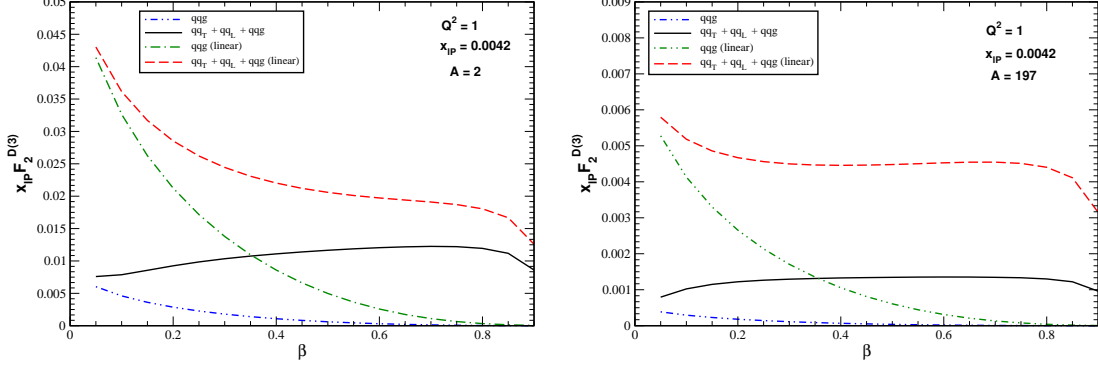 0.05
0.045
0.04
0.035
0.03
0.025
0.02
0.015
0.01
0.005
0
x_IP F_2^D(3)
qqg
qq_T + qq_L + qqg
qqg (linear)
qq_T + qq_L + qqg (linear)
Q^2 = 1
x_IP = 0.0042
A = 2
0 0.2 0.4 0.6 0.8
β
0.009
0.008
0.007
0.006
0.005
0.004
0.003
0.002
0.001
0
x_IP F_2^D(3)
qqg
qq_T + qq_L + qqg
qqg (linear)
qq_T + qq_L + qqg (linear)
Q^2 = 1
x_IP = 0.0042
A = 197
0 0.2 0.4 0.6 0.8
β